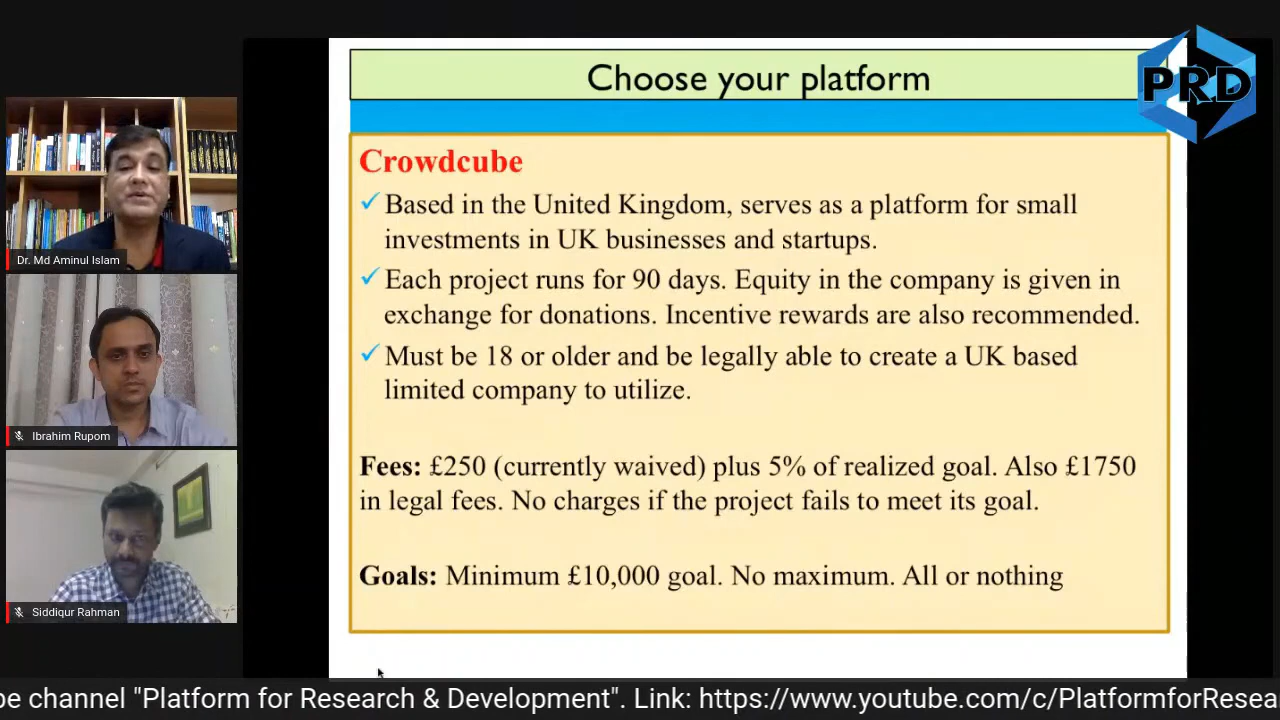 Choose your platform
PRD
Crowdcube
Based in the United Kingdom, serves as a platform for small
investments in UK businesses and startups.
Each project runs for 90 days. Equity in the company is given in
exchange for donations. Incentive rewards are also recommended.
Must be 18 or older and be legally able to create a UK based
limited company to utilize.
Fees: £250 (currently waived) plus 5% of realized goal. Also £1750
in legal fees. No charges if the project fails to meet its goal.
Goals: Minimum £10,000 goal. No maximum. All or nothing
Dr. Md Aminul Islam
Ibrahim Rupom
Siddiqur Rahman
be channel "Platform for Research & Development". Link: https://www.youtube.com/c/PlatformforResea